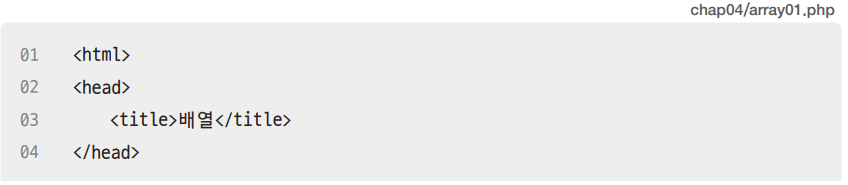 chap04/array01.php
01 <html>
02 <head>
03 <title>배열</title>
04 </head>